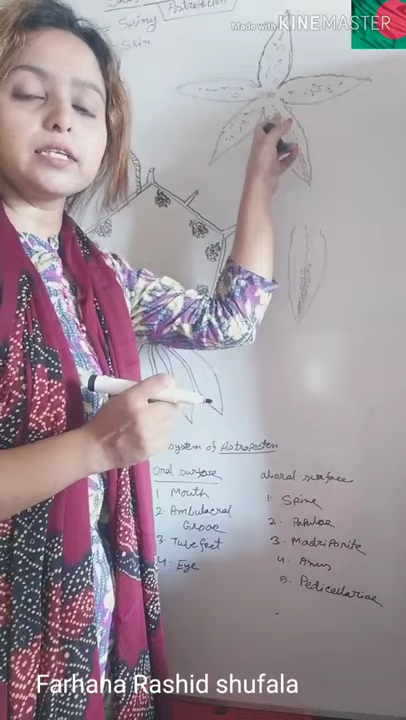 Made with KINEMASTER
Astropecten
Spiny
Skin
system of Astropecten
oral surface
1 Mouth
2. Ambulacral
Groove
3. Tube feet
4. Eye
aboral surface
1. Spine
2. Papulae
3. Madriporite
4. Anus
5. Pedicellariae
Farhana Rashid shufala